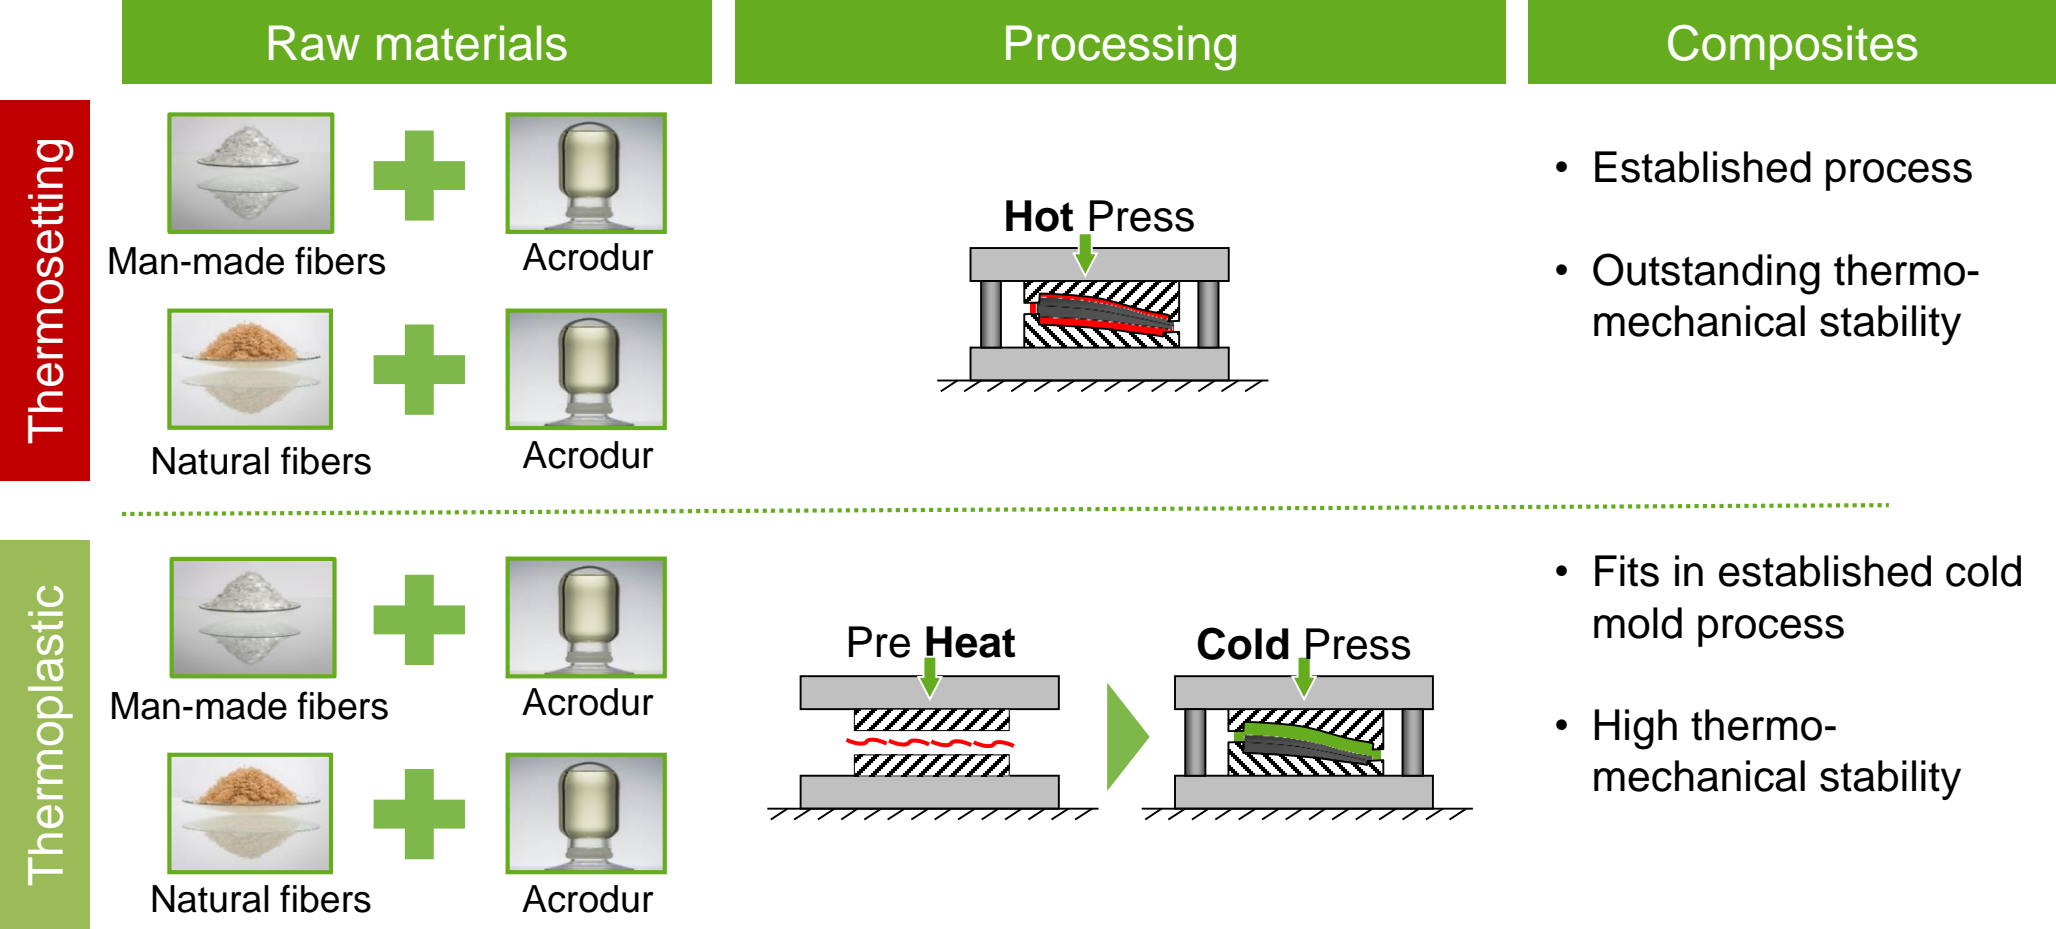 Raw materials
Processing
Composites
Thermosetting
Man-made fibers
Acrodur
Natural fibers
Acrodur
Hot Press
• Established process
• Outstanding thermo-
mechanical stability
Thermoplastic
Man-made fibers
Acrodur
Natural fibers
Acrodur
Pre Heat
Cold Press
• Fits in established cold
mold process
• High thermo-
mechanical stability